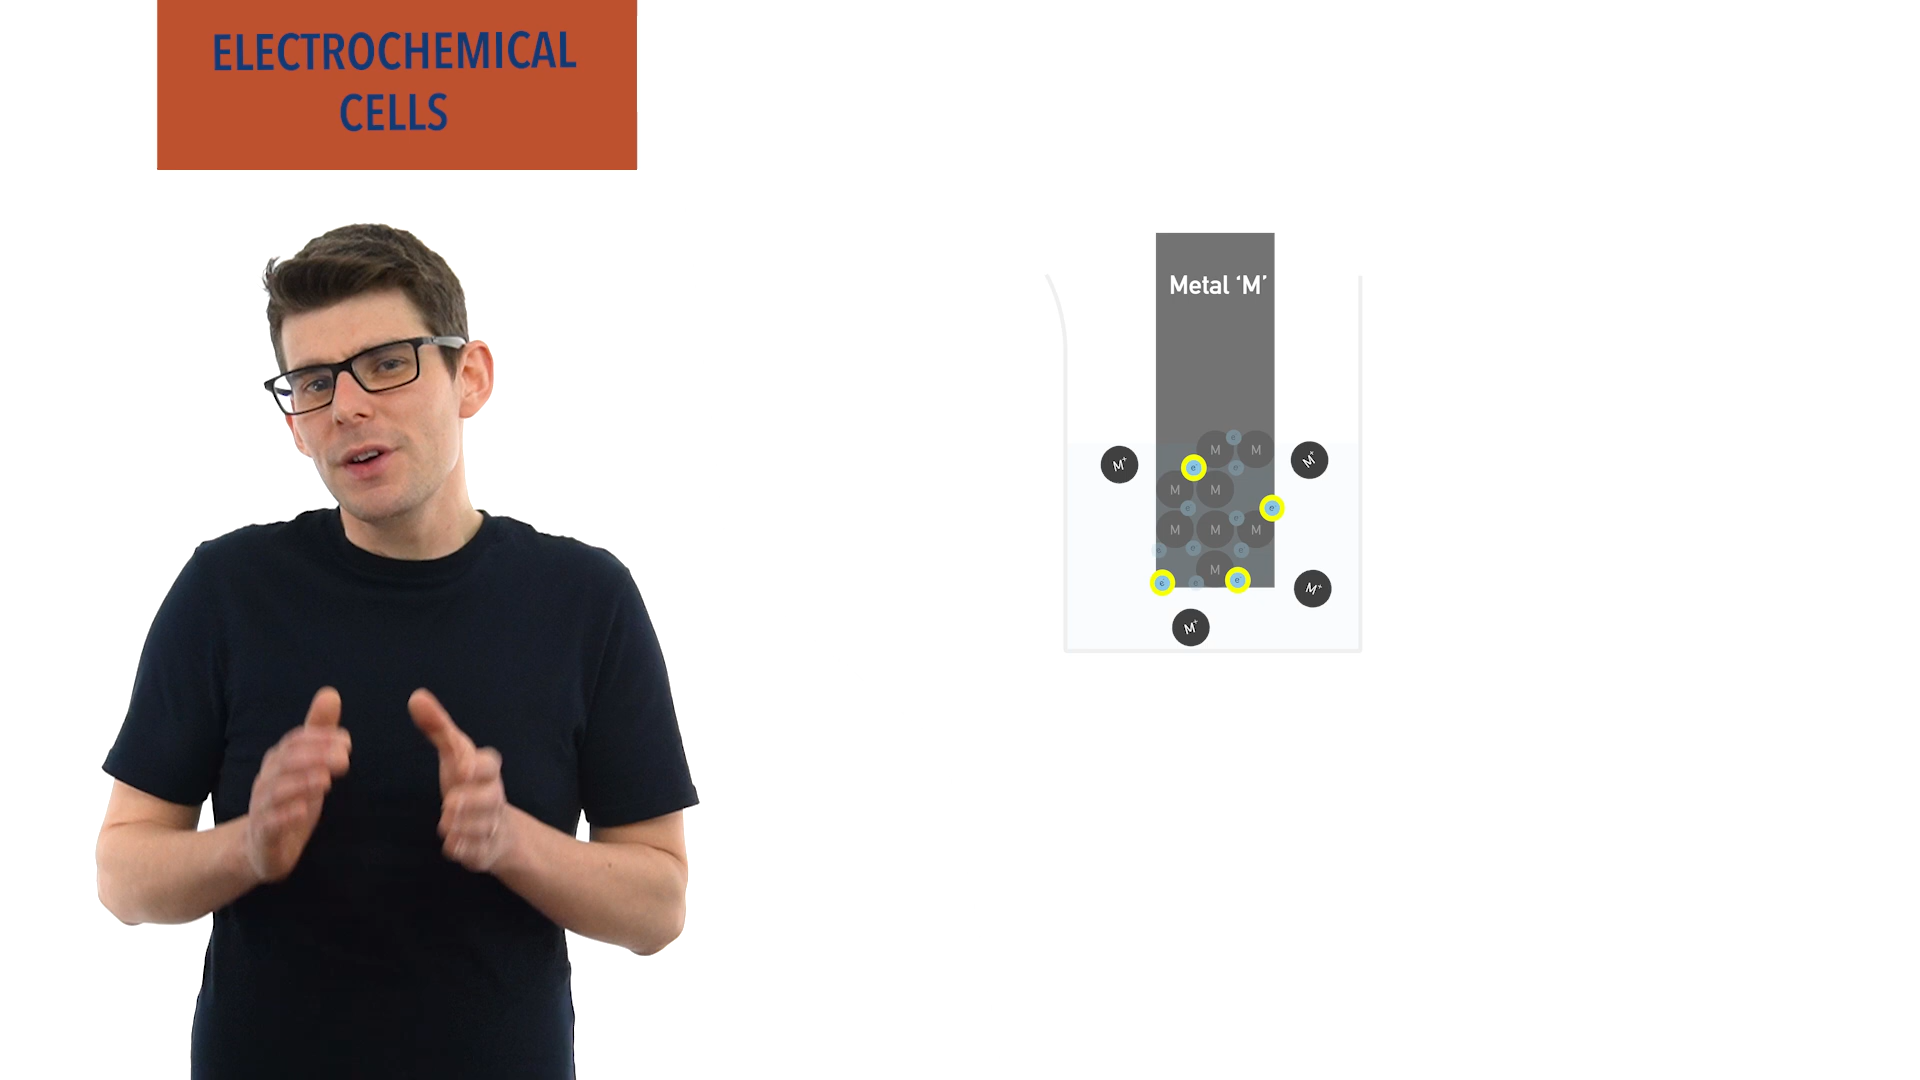 ELECTROCHEMICAL
CELLS
Metal ‘M’
e⁻
M M
M⁺ e⁻ e⁻ M⁺
M M
e⁻ e⁻
e⁻
M M M
e⁻ e⁻ e⁻
M
e⁻ e⁻ e⁻ M⁺
M⁺